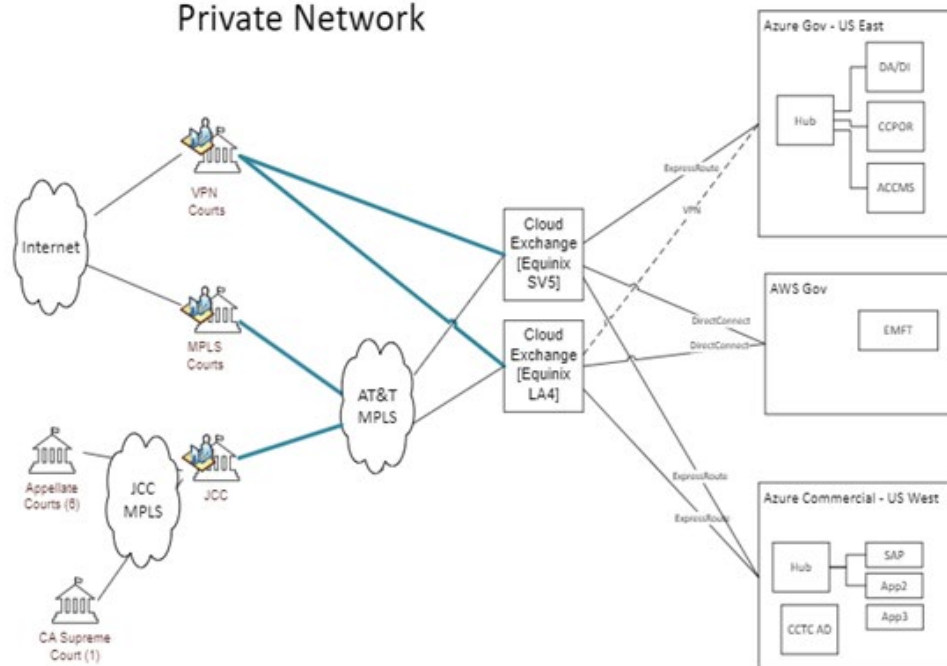 Private Network
Internet
VPN
Courts
MPLS
Courts
JCC
Appellate
Courts (6)
JCC
MPLS
CA Supreme
Court (1)
AT&T
MPLS
Cloud
Exchange
[Equinix
SV5]
Cloud
Exchange
[Equinix
LA4]
ExpressRoute
VPN
DirectConnect
DirectConnect
ExpressRoute
ExpressRoute
Azure Gov - US East
Hub
DA/DI
CCPOR
ACCMS
AWS Gov
EMFT
Azure Commercial - US West
Hub
SAP
App2
App3
CCTC AD